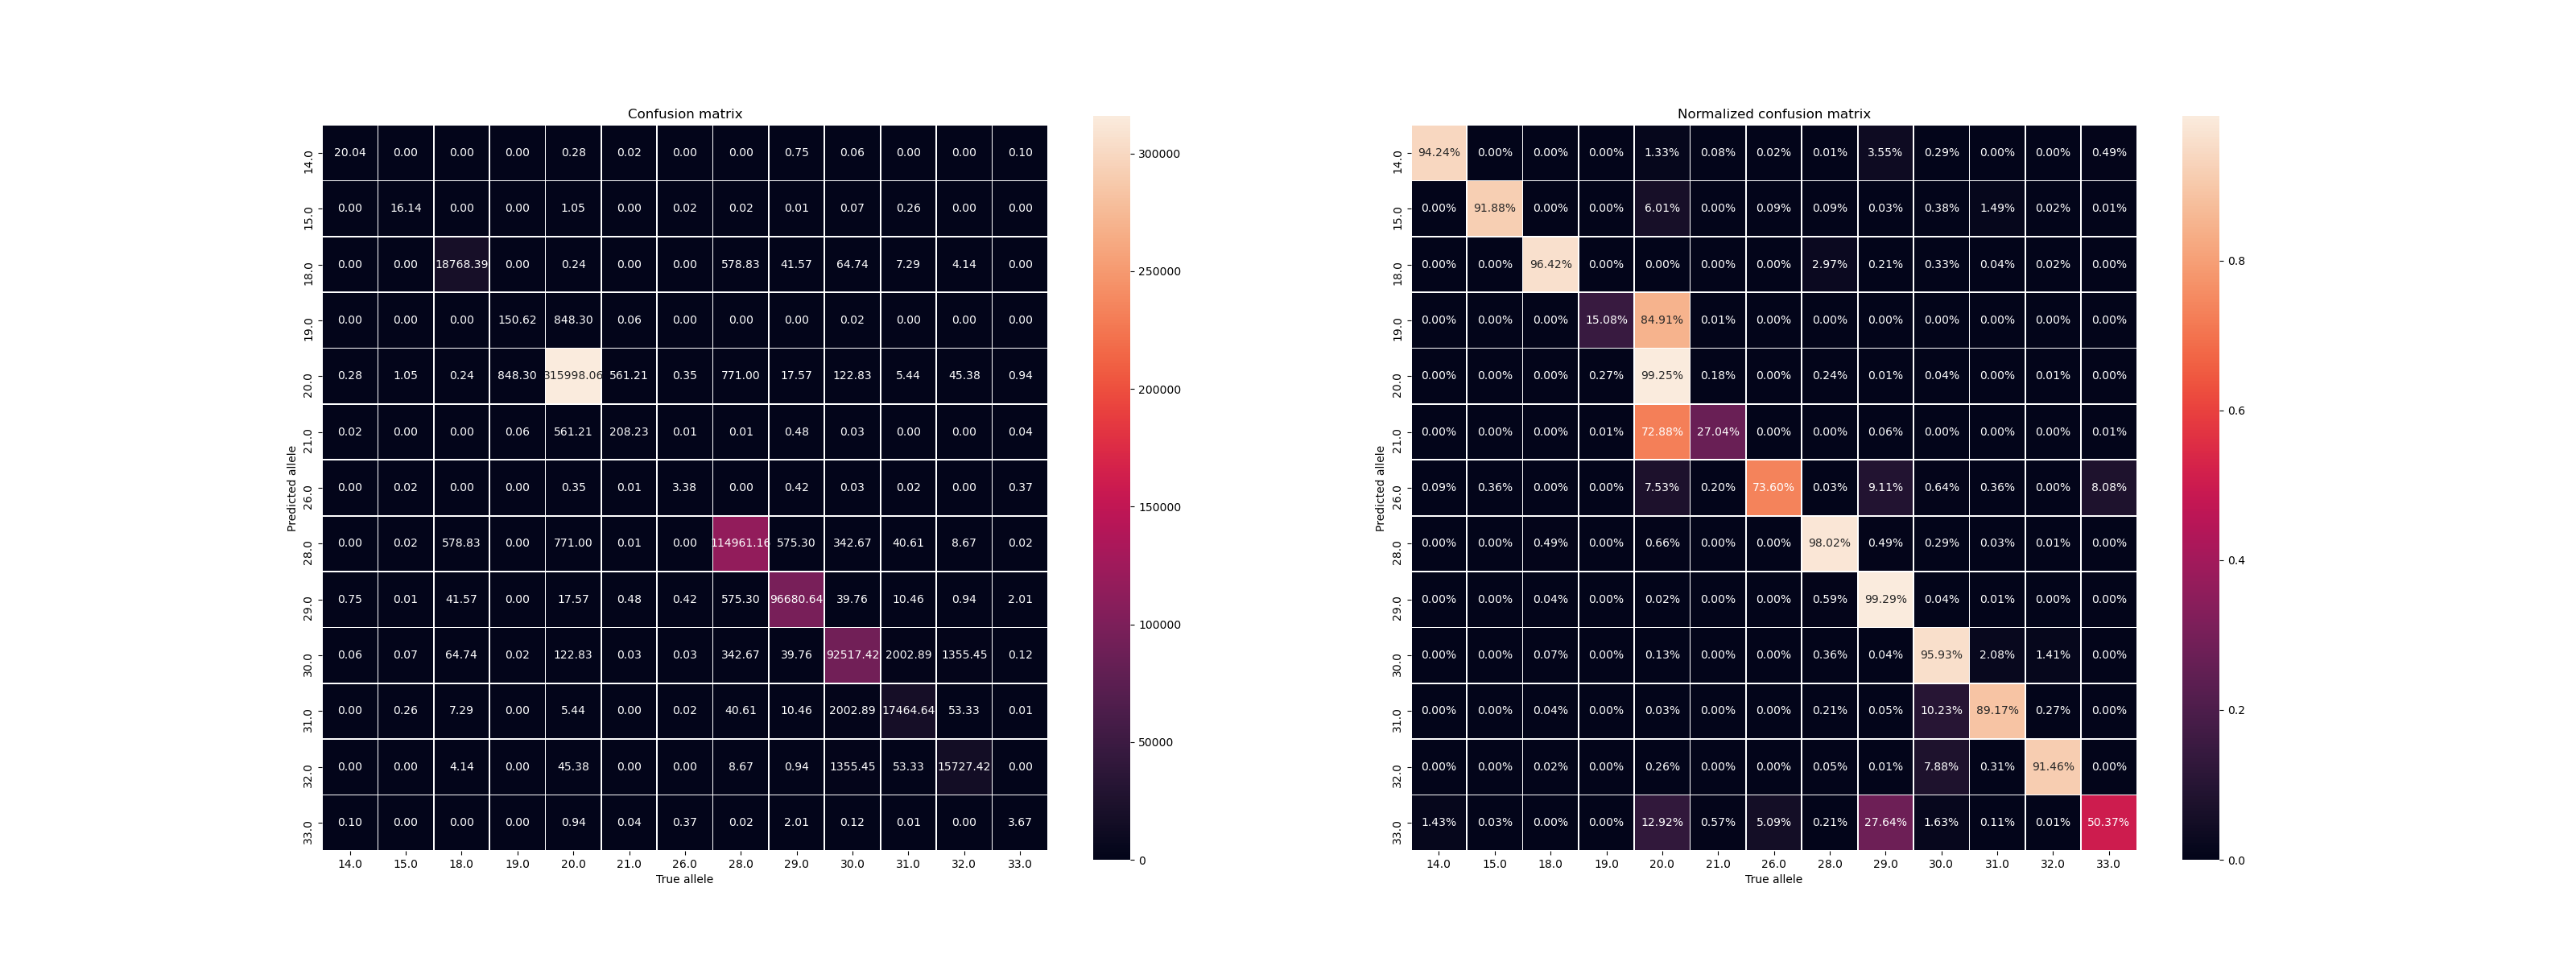 Confusion matrix
Predicted allele
14.0 20.04 0.00 0.00 0.00 0.28 0.02 0.00 0.00 0.75 0.06 0.00 0.00 0.10
15.0 0.00 16.14 0.00 0.00 1.05 0.00 0.02 0.02 0.01 0.07 0.26 0.00 0.00
18.0 0.00 0.00 18768.39 0.00 0.24 0.00 0.00 578.83 41.57 64.74 7.29 4.14 0.00
19.0 0.00 0.00 0.00 150.62 848.30 0.06 0.00 0.00 0.00 0.02 0.00 0.00 0.00
20.0 0.28 1.05 0.24 848.30 315998.06 561.21 0.35 771.00 17.57 122.83 5.44 45.38 0.94
21.0 0.02 0.00 0.00 0.06 561.21 208.23 0.01 0.01 0.48 0.03 0.00 0.00 0.04
26.0 0.00 0.02 0.00 0.00 0.35 0.01 3.38 0.00 0.42 0.03 0.02 0.00 0.37
28.0 0.00 0.02 578.83 0.00 771.00 0.01 0.00 114961.16 575.30 342.67 40.61 8.67 0.02
29.0 0.75 0.01 41.57 0.00 17.57 0.48 0.42 575.30 96680.64 39.76 10.46 0.94 2.01
30.0 0.06 0.07 64.74 0.02 122.83 0.03 0.03 342.67 39.76 92517.42 2002.89 1355.45 0.12
31.0 0.00 0.26 7.29 0.00 5.44 0.00 0.02 40.61 10.46 2002.89 17464.64 53.33 0.01
32.0 0.00 0.00 4.14 0.00 45.38 0.00 0.00 8.67 0.94 1355.45 53.33 15727.42 0.00
33.0 0.10 0.00 0.00 0.00 0.94 0.04 0.37 0.02 2.01 0.12 0.01 0.00 3.67
14.0 15.0 18.0 19.0 20.0 21.0 26.0 28.0 29.0 30.0 31.0 32.0 33.0
True allele
300000
250000
200000
150000
100000
50000
0
Normalized confusion matrix
Predicted allele
14.0 94.24% 0.00% 0.00% 0.00% 1.33% 0.08% 0.02% 0.01% 3.55% 0.29% 0.00% 0.00% 0.49%
15.0 0.00% 91.88% 0.00% 0.00% 6.01% 0.00% 0.09% 0.09% 0.03% 0.38% 1.49% 0.02% 0.01%
18.0 0.00% 0.00% 96.42% 0.00% 0.00% 0.00% 0.00% 2.97% 0.21% 0.33% 0.04% 0.02% 0.00%
19.0 0.00% 0.00% 0.00% 15.08% 84.91% 0.01% 0.00% 0.00% 0.00% 0.00% 0.00% 0.00% 0.00%
20.0 0.00% 0.00% 0.00% 0.27% 99.25% 0.18% 0.00% 0.24% 0.01% 0.04% 0.00% 0.01% 0.00%
21.0 0.00% 0.00% 0.00% 0.01% 72.88% 27.04% 0.00% 0.00% 0.06% 0.00% 0.00% 0.00% 0.01%
26.0 0.09% 0.36% 0.00% 0.00% 7.53% 0.20% 73.60% 0.03% 9.11% 0.64% 0.36% 0.00% 8.08%
28.0 0.00% 0.00% 0.49% 0.00% 0.66% 0.00% 0.00% 98.02% 0.49% 0.29% 0.03% 0.01% 0.00%
29.0 0.00% 0.00% 0.04% 0.00% 0.02% 0.00% 0.00% 0.59% 99.29% 0.04% 0.01% 0.00% 0.00%
30.0 0.00% 0.00% 0.07% 0.00% 0.13% 0.00% 0.00% 0.36% 0.04% 95.93% 2.08% 1.41% 0.00%
31.0 0.00% 0.00% 0.04% 0.00% 0.03% 0.00% 0.00% 0.21% 0.05% 10.23% 89.17% 0.27% 0.00%
32.0 0.00% 0.00% 0.02% 0.00% 0.26% 0.00% 0.00% 0.05% 0.01% 7.88% 0.31% 91.46% 0.00%
33.0 1.43% 0.03% 0.00% 0.00% 12.92% 0.57% 5.09% 0.21% 27.64% 1.63% 0.11% 0.01% 50.37%
14.0 15.0 18.0 19.0 20.0 21.0 26.0 28.0 29.0 30.0 31.0 32.0 33.0
True allele
0.8
0.6
0.4
0.2
0.0